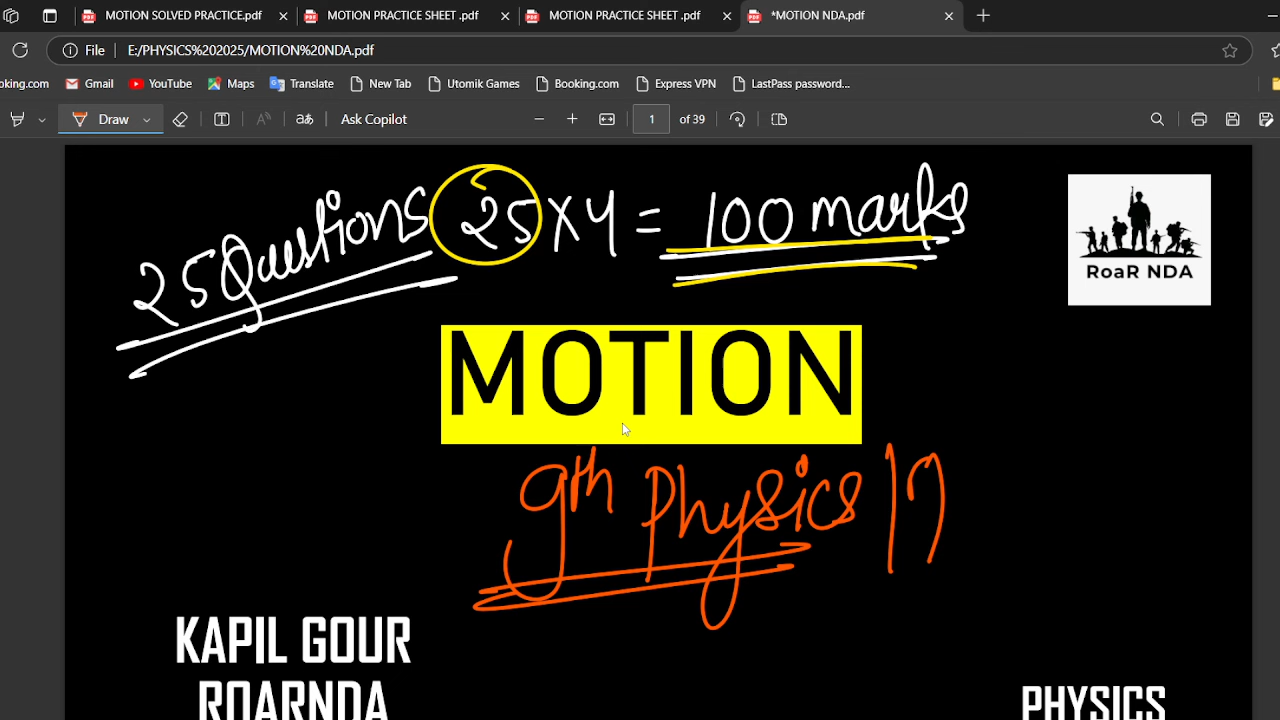 MOTION SOLVED PRACTICE.pdf
MOTION PRACTICE SHEET .pdf
MOTION PRACTICE SHEET .pdf
*MOTION NDA.pdf
File E:/PHYSICS%202025/MOTION%20NDA.pdf
oking.com Gmail YouTube Maps Translate New Tab Utomik Games Booking.com Express VPN LastPass password...
Draw Ask Copilot 1 of 39
25 Questions 25 X 4 = 100 marks
RoaR NDA
MOTION
9th Physics
KAPIL GOUR
ROARNDA
PHYSICS